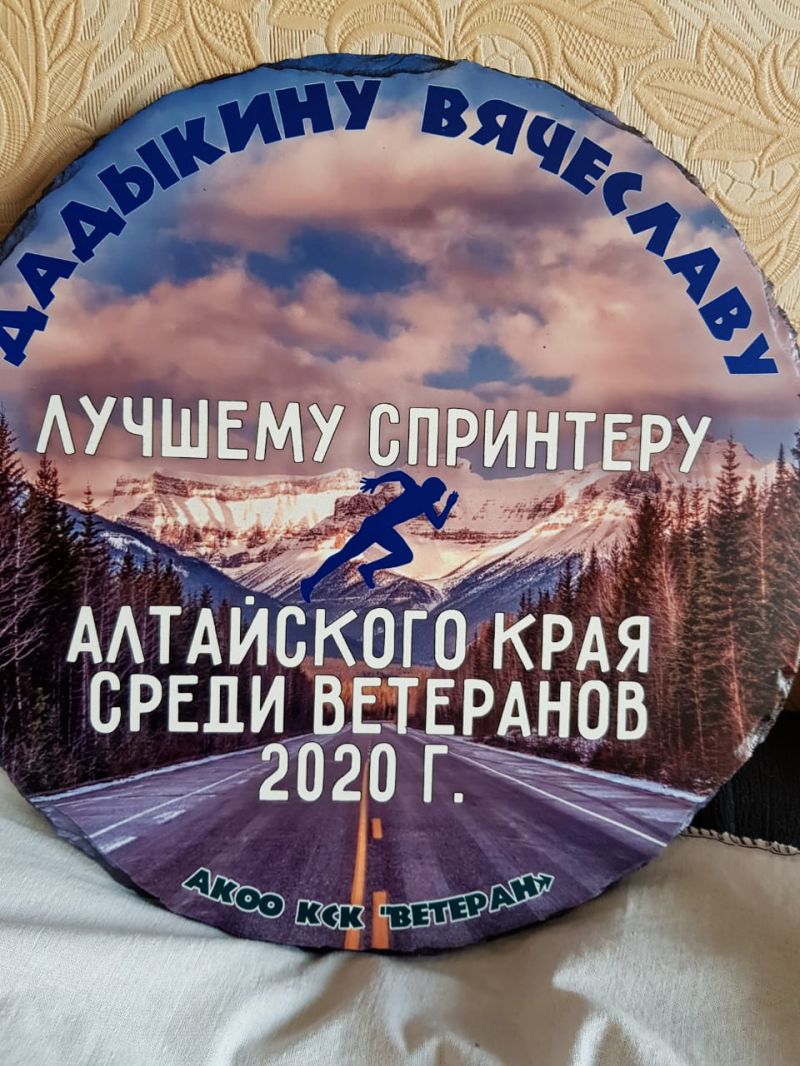 ДАДЫКИНУ ВЯЧЕСЛАВУ
ЛУЧШЕМУ СПРИНТЕРУ
АЛТАЙСКОГО КРАЯ
СРЕДИ ВЕТЕРАНОВ
2020 Г.
АКОО КСК "ВЕТЕРАН»